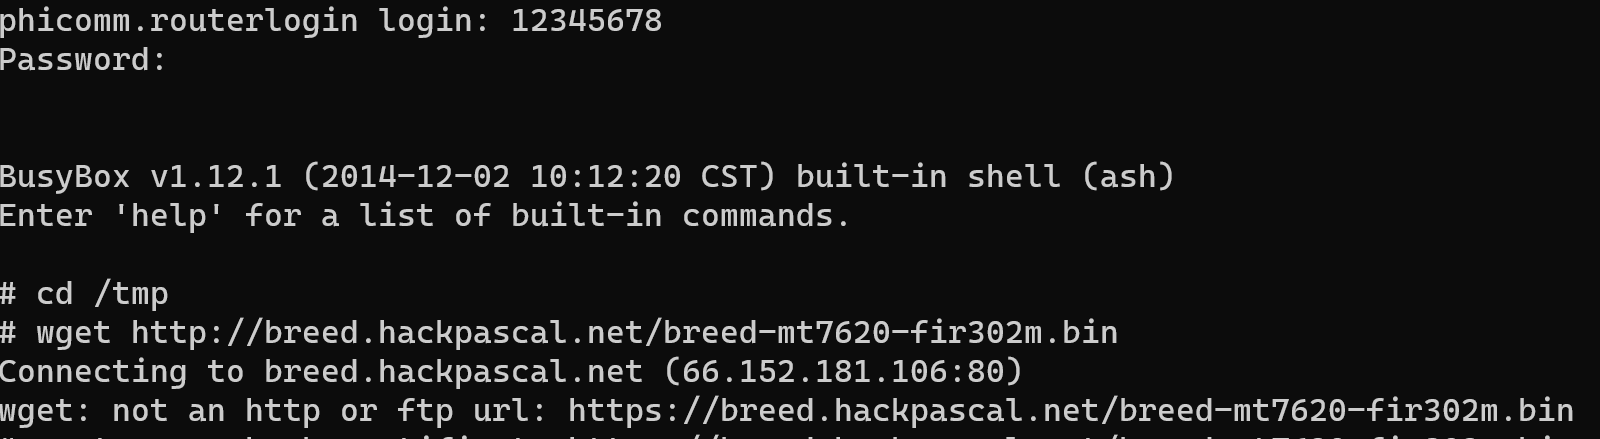 phicomm.routerlogin login: 12345678
Password:
BusyBox v1.12.1 (2014-12-02 10:12:20 CST) built-in shell (ash)
Enter 'help' for a list of built-in commands.
# cd /tmp
# wget http://breed.hackpascal.net/breed-mt7620-fir302m.bin
Connecting to breed.hackpascal.net (66.152.181.106:80)
wget: not an http or ftp url: https://breed.hackpascal.net/breed-mt7620-fir302m.bin